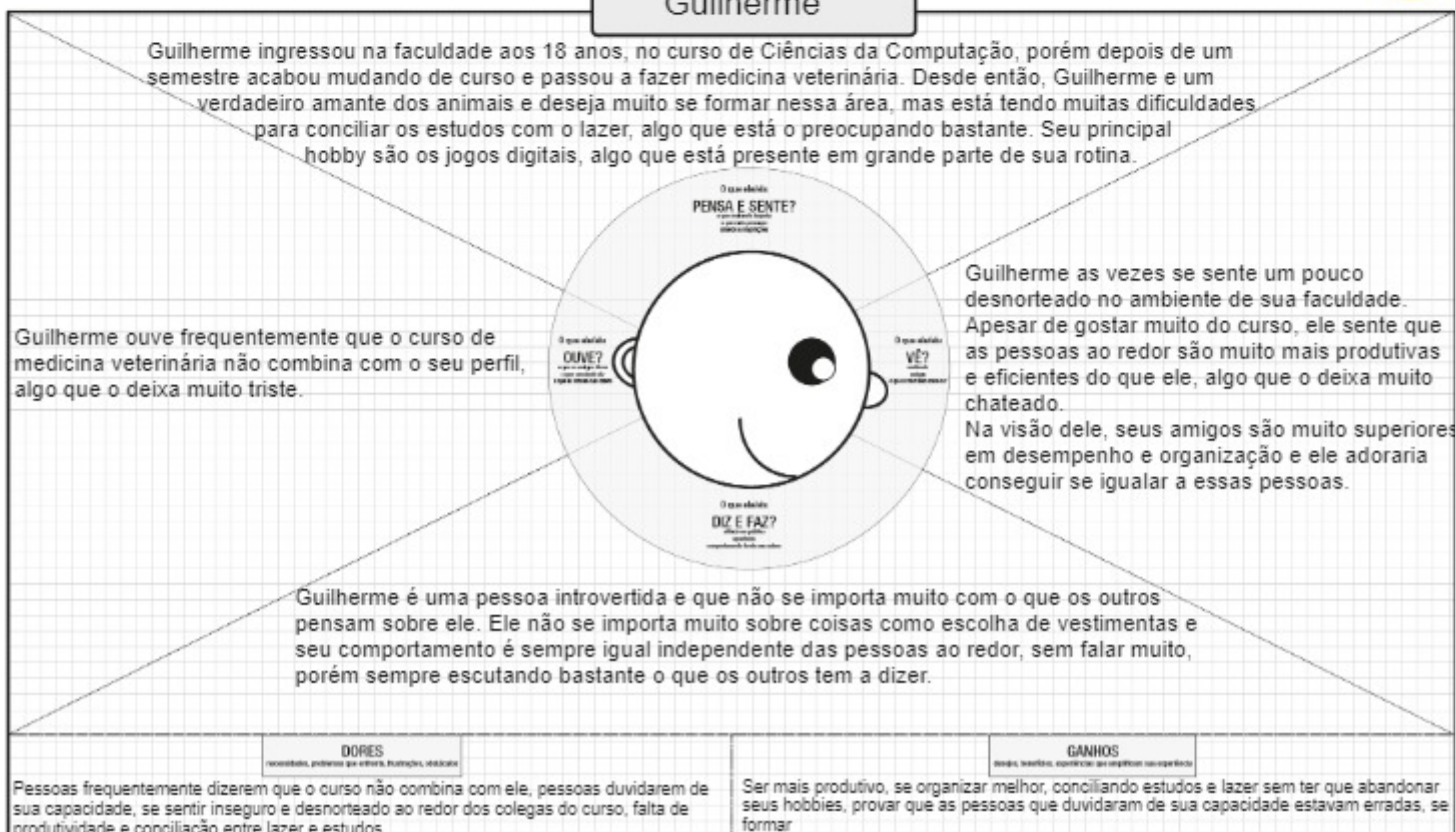 Guilherme
Guilherme ingressou na faculdade aos 18 anos, no curso de Ciências da Computação, porém depois de um
semestre acabou mudando de curso e passou a fazer medicina veterinária. Desde então, Guilherme e um
verdadeiro amante dos animais e deseja muito se formar nessa área, mas está tendo muitas dificuldades
para conciliar os estudos com o lazer, algo que está o preocupando bastante. Seu principal
hobby são os jogos digitais, algo que está presente em grande parte de sua rotina.
O que ele/ela
PENSA E SENTE?
Guilherme ouve frequentemente que o curso de
medicina veterinária não combina com o seu perfil,
algo que o deixa muito triste.
O que ele/ela
OUVE?
O que ele/ela
VÊ?
Guilherme as vezes se sente um pouco
desnorteado no ambiente de sua faculdade.
Apesar de gostar muito do curso, ele sente que
as pessoas ao redor são muito mais produtivas
e eficientes do que ele, algo que o deixa muito
chateado.
Na visão dele, seus amigos são muito superiores
em desempenho e organização e ele adoraria
conseguir se igualar a essas pessoas.
O que ele/ela
DIZ E FAZ?
Guilherme é uma pessoa introvertida e que não se importa muito com o que os outros
pensam sobre ele. Ele não se importa muito sobre coisas como escolha de vestimentas e
seu comportamento é sempre igual independente das pessoas ao redor, sem falar muito,
porém sempre escutando bastante o que os outros tem a dizer.
DORES
Pessoas frequentemente dizerem que o curso não combina com ele, pessoas duvidarem de
sua capacidade, se sentir inseguro e desnorteado ao redor dos colegas do curso, falta de
produtividade e conciliação entre lazer e estudos
GANHOS
Ser mais produtivo, se organizar melhor, conciliando estudos e lazer sem ter que abandonar
seus hobbies, provar que as pessoas que duvidaram de sua capacidade estavam erradas, se
formar